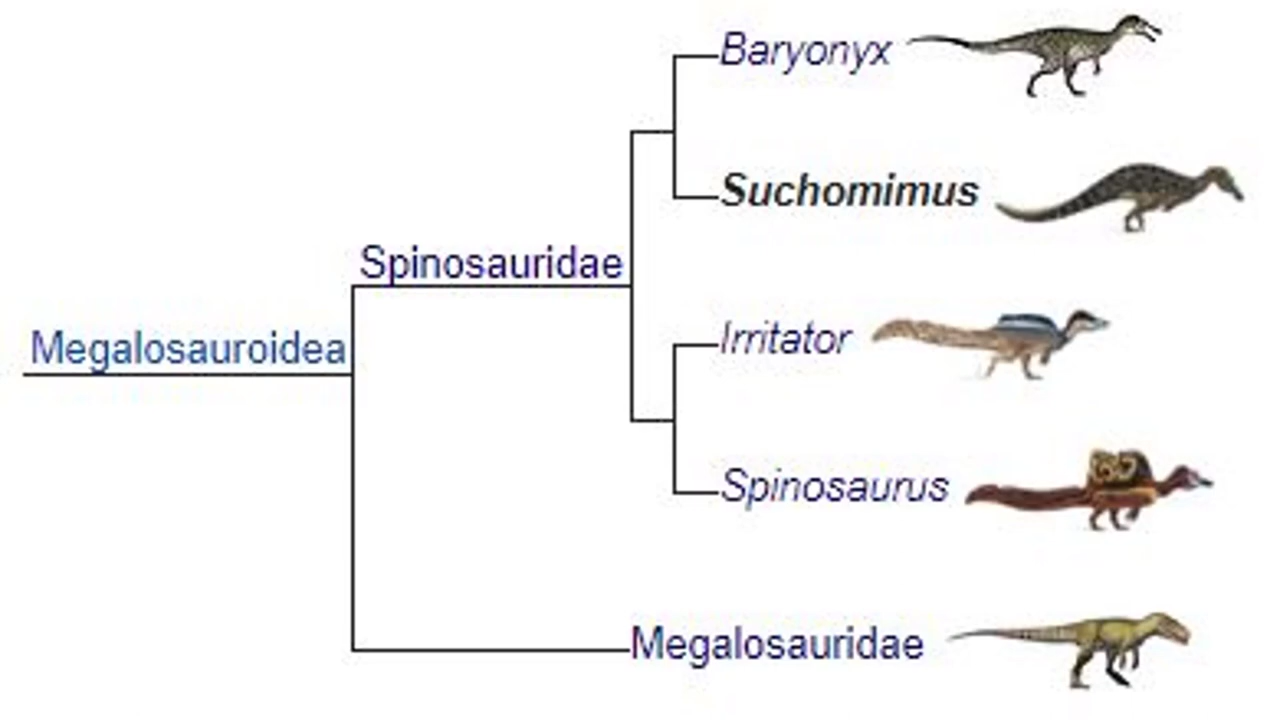 Baryonyx
Suchomimus
Spinosauridae
Irritator
Megalosauroidea
Spinosaurus
Megalosauridae